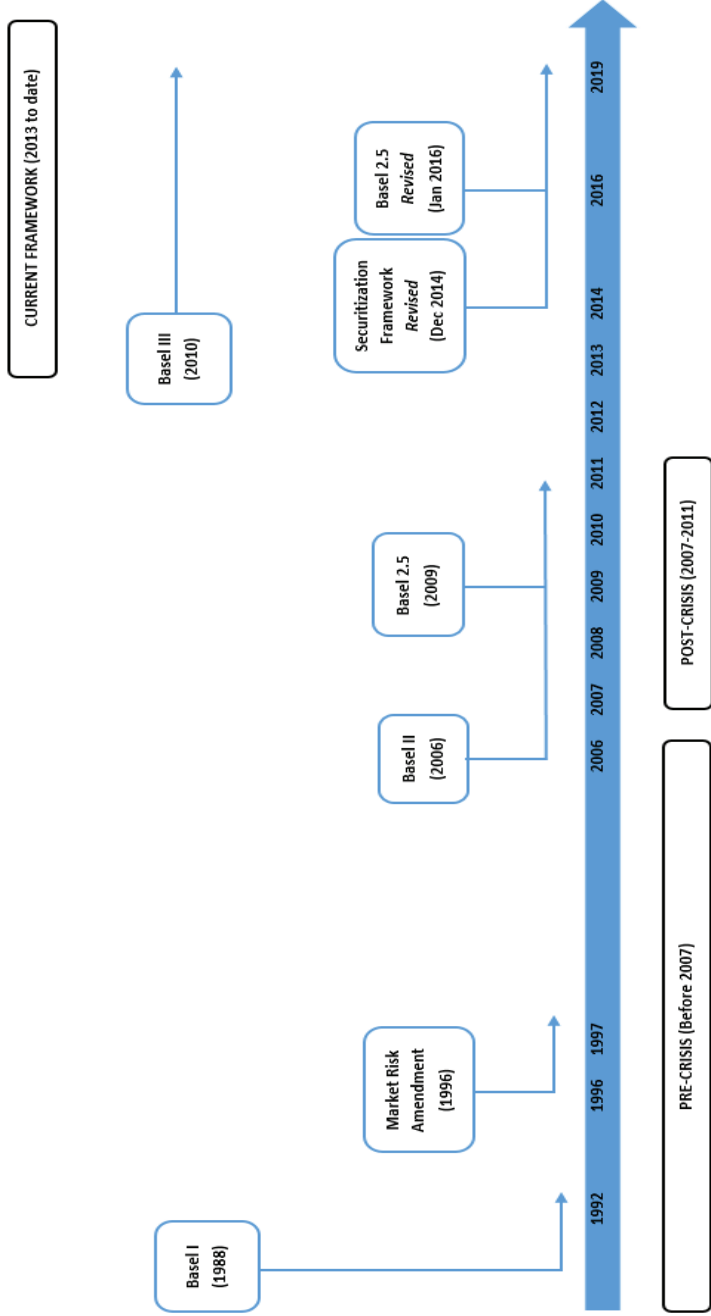 CURRENT FRAMEWORK (2013 to date)
Basel I
(1988)
Basel III
(2010)
Market Risk
Amendment
(1996)
Basel II
(2006)
Basel 2.5
(2009)
Securitization
Framework
Revised
(Dec 2014)
Basel 2.5
Revised
(Jan 2016)
1992 1996 1997 2006 2007 2008 2009 2010 2011 2012 2013 2014 2016 2019
PRE-CRISIS (Before 2007)
POST-CRISIS (2007-2011)